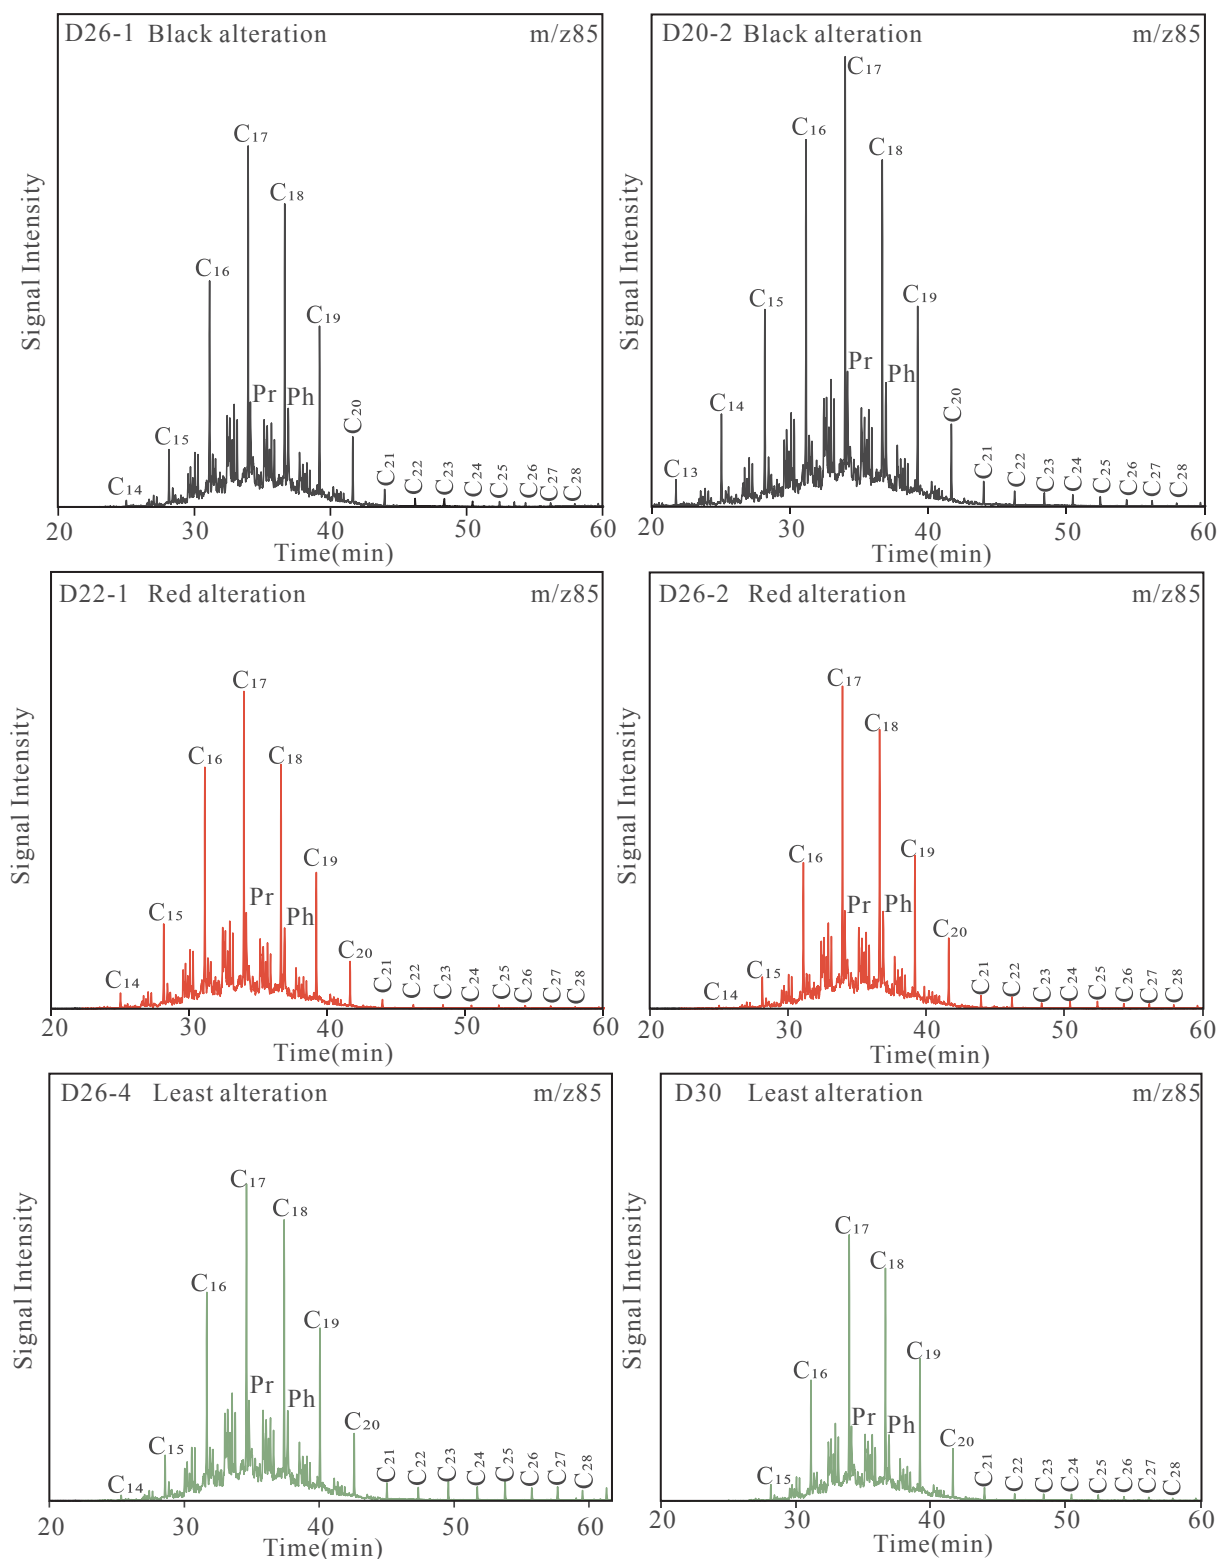 D26-1 Black alteration m/z85
C₁₇
C₁₈
C₁₆
C₁₉
Pr Ph
C₁₅
C₂₀
C₁₄
C₂₁ C₂₂ C₂₃ C₂₄ C₂₅ C₂₆ C₂₇ C₂₈
Signal Intensity
20 30 40 50 60
Time(min)
D20-2 Black alteration m/z85
C₁₇
C₁₆
C₁₈
C₁₅
C₁₉
Pr
Ph
C₁₄
C₂₀
C₁₃
C₂₁ C₂₂ C₂₃ C₂₄ C₂₅ C₂₆ C₂₇ C₂₈
Signal Intensity
20 30 40 50 60
Time(min)
D22-1 Red alteration m/z85
C₁₇
C₁₆ C₁₈
C₁₉
Pr
C₁₅
Ph
C₂₀
C₁₄
C₂₁ C₂₂ C₂₃ C₂₄ C₂₅ C₂₆ C₂₇ C₂₈
Signal Intensity
20 30 40 50 60
Time(min)
D26-2 Red alteration m/z85
C₁₇
C₁₈
C₁₆ C₁₉
Pr Ph
C₂₀
C₁₅
C₁₄
C₂₁ C₂₂ C₂₃ C₂₄ C₂₅ C₂₆ C₂₇ C₂₈
Signal Intensity
20 30 40 50 60
Time(min)
D26-4 Least alteration m/z85
C₁₇
C₁₈
C₁₆
C₁₉
Pr
Ph
C₂₀
C₁₅
C₁₄
C₂₁ C₂₂ C₂₃ C₂₄ C₂₅ C₂₆ C₂₇ C₂₈
Signal Intensity
20 30 40 50 60
Time(min)
D30 Least alteration m/z85
C₁₇
C₁₈
C₁₉
C₁₆
Pr Ph
C₂₀
C₁₅
C₂₁ C₂₂ C₂₃ C₂₄ C₂₅ C₂₆ C₂₇ C₂₈
Signal Intensity
20 30 40 50 60
Time(min)